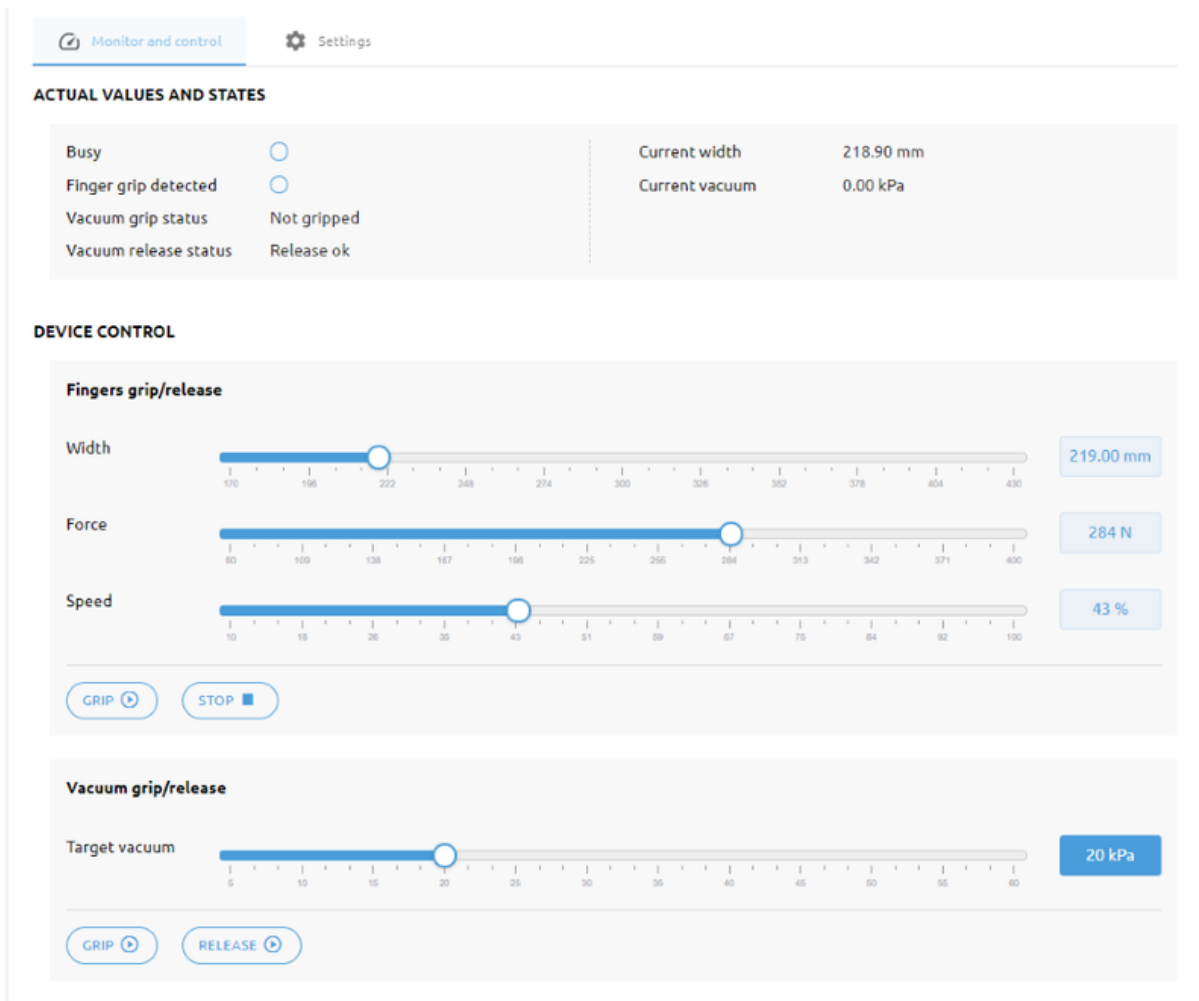 Monitor and control Settings
ACTUAL VALUES AND STATES
Busy Current width 218.90 mm
Finger grip detected Current vacuum 0.00 kPa
Vacuum grip status Not gripped
Vacuum release status Release ok
DEVICE CONTROL
Fingers grip/release
Width 219.00 mm
170 196 222 248 274 300 326 352 378 404 430
Force 284 N
80 109 138 167 196 225 255 284 313 342 371 400
Speed 43 %
10 18 26 35 43 51 59 67 75 84 92 100
GRIP STOP
Vacuum grip/release
Target vacuum 20 kPa
5 10 15 20 25 30 35 40 45 50 55 60
GRIP RELEASE